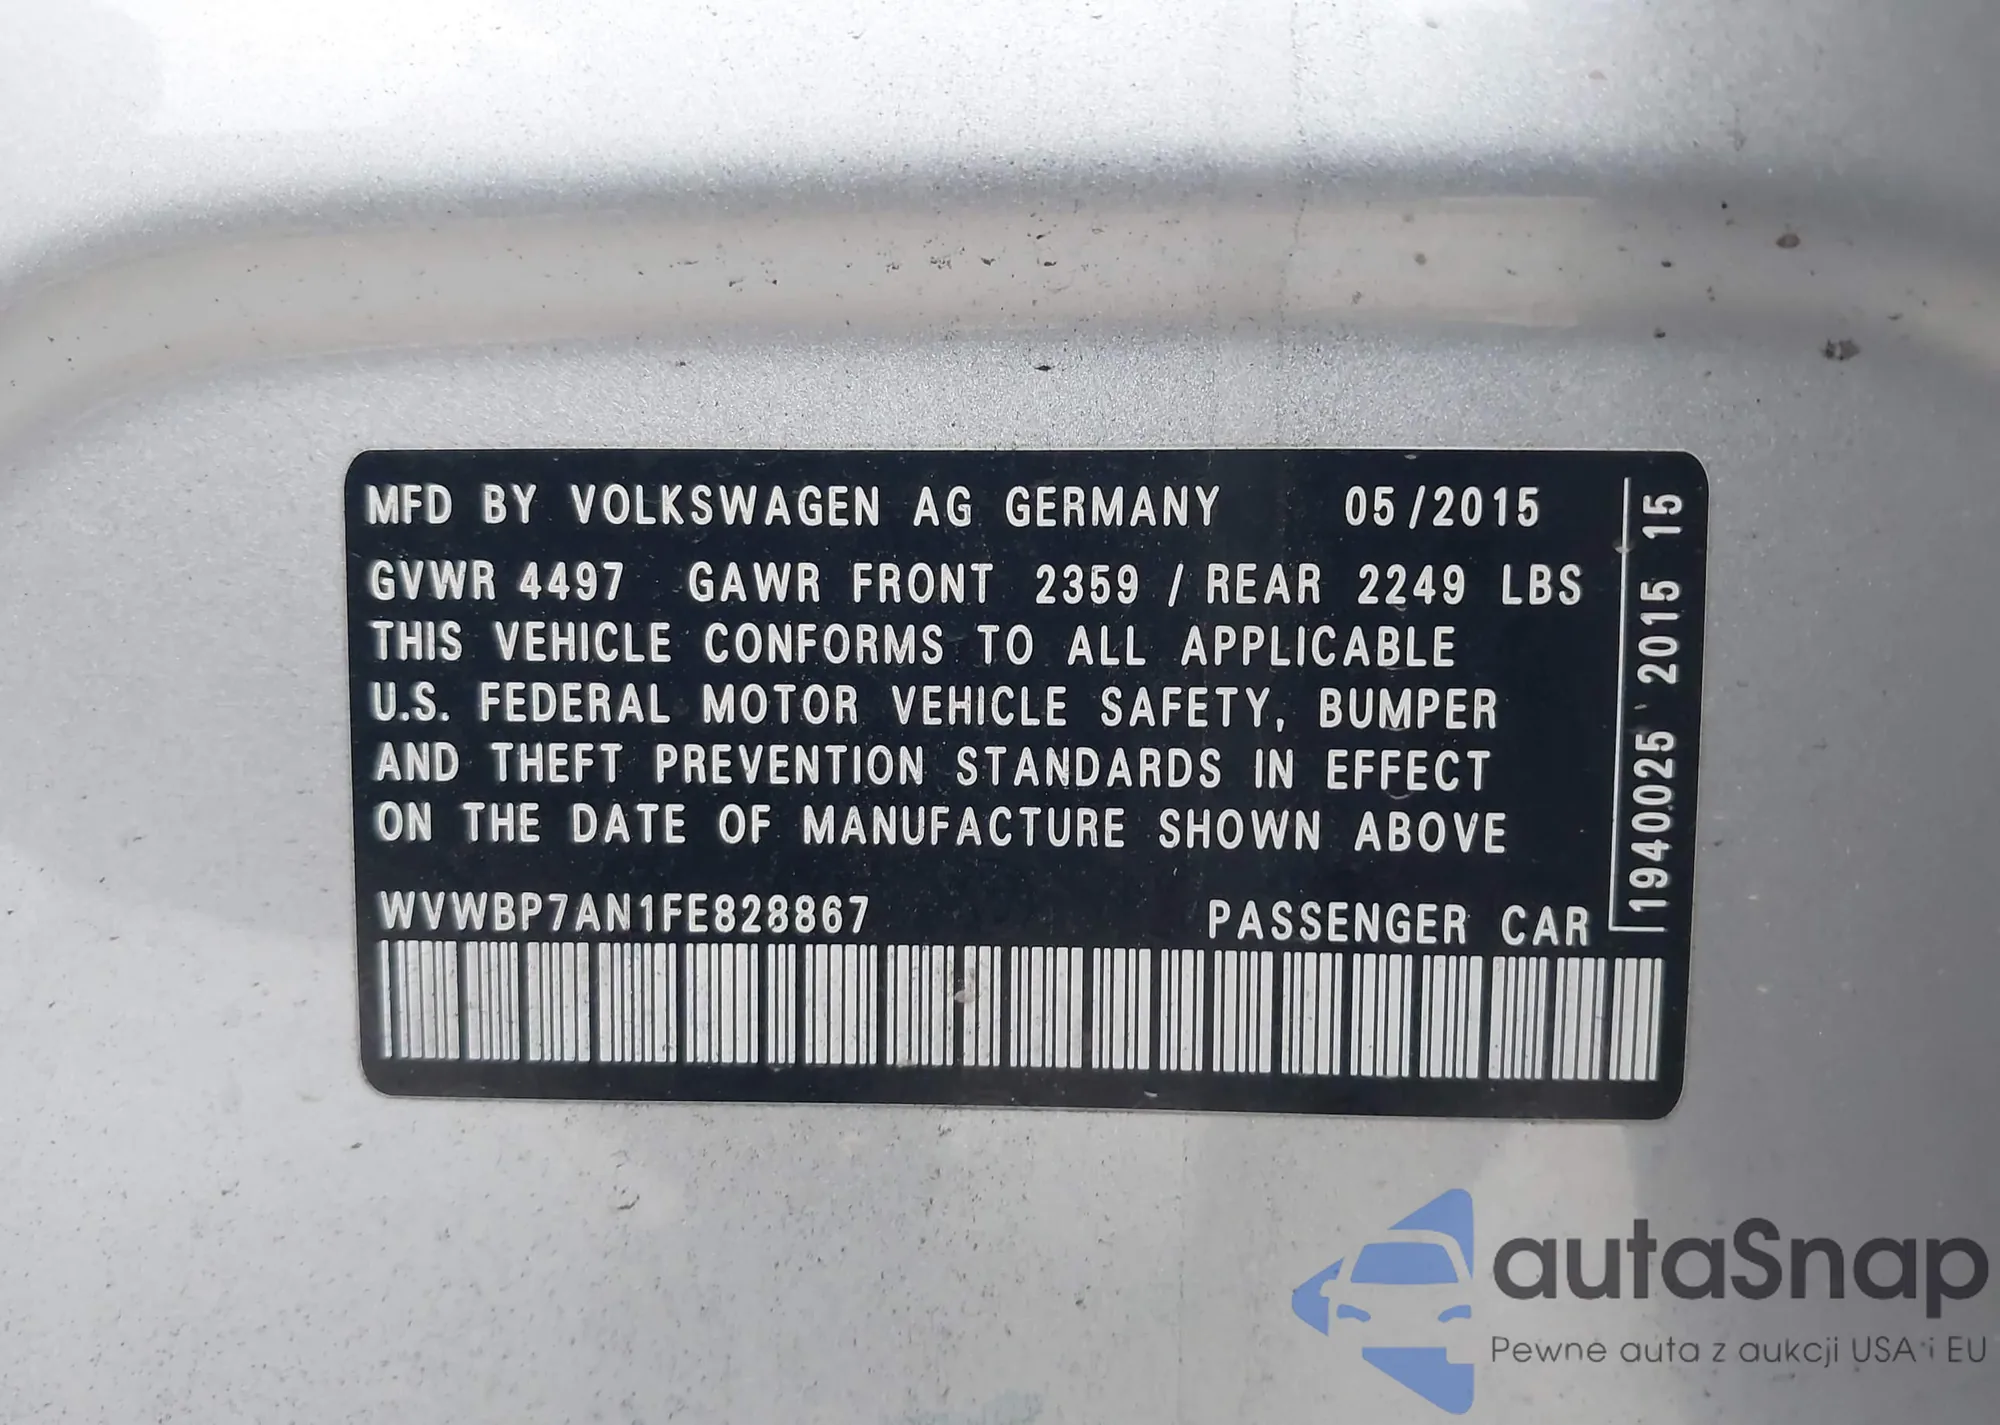 MFD BY VOLKSWAGEN AG GERMANY 05/2015
GVWR 4497 GAWR FRONT 2359 / REAR 2249 LBS
THIS VEHICLE CONFORMS TO ALL APPLICABLE
U.S. FEDERAL MOTOR VEHICLE SAFETY, BUMPER
AND THEFT PREVENTION STANDARDS IN EFFECT
ON THE DATE OF MANUFACTURE SHOWN ABOVE
WVWBP7AN1FE828867 PASSENGER CAR
19400025 2015 15
autaSnap
Pewne auta z aukcji USA i EU